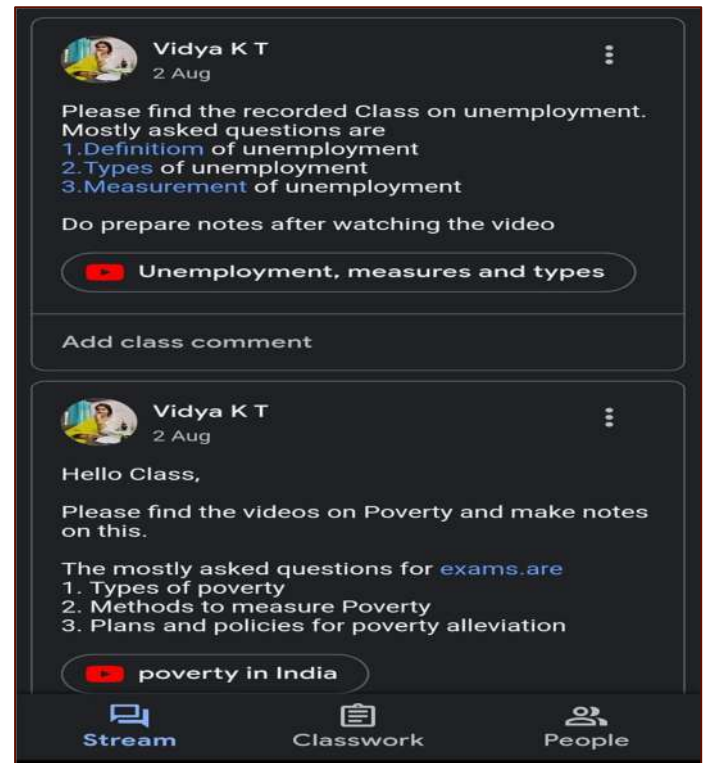 Vidya K T
2 Aug
Please find the recorded Class on unemployment.
Mostly asked questions are
1.Definitiom of unemployment
2.Types of unemployment
3.Measurement of unemployment
Do prepare notes after watching the video
Unemployment, measures and types
Add class comment
Vidya K T
2 Aug
Hello Class,
Please find the videos on Poverty and make notes
on this.
The mostly asked questions for exams.are
1. Types of poverty
2. Methods to measure Poverty
3. Plans and policies for poverty alleviation
poverty in India
Stream Classwork People